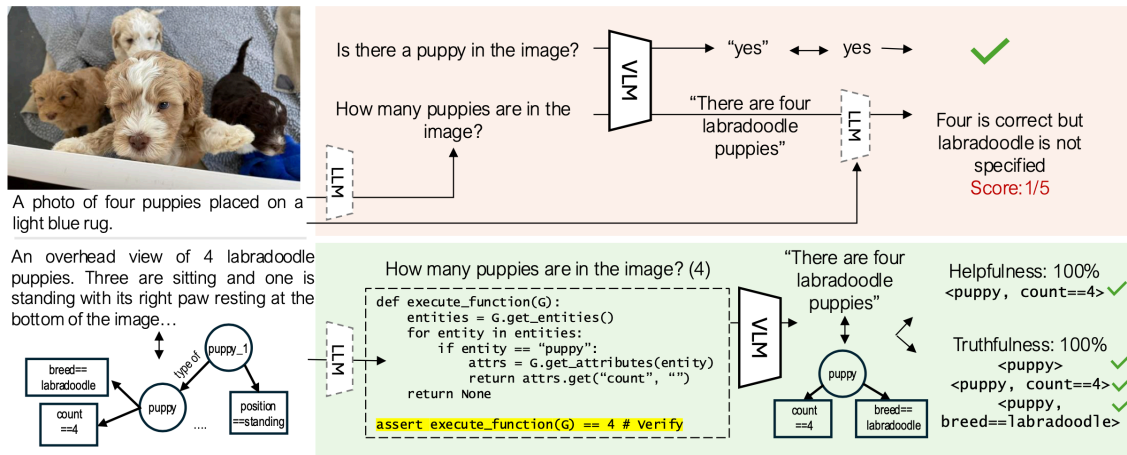 Is there a puppy in the image?
VLM
“yes”
yes
How many puppies are in the
image?
“There are four
labradoodle
puppies”
LLM
LLM
Four is correct but
labradoodle is not
specified
Score: 1/5
A photo of four puppies placed on a
light blue rug.
An overhead view of 4 labradoodle
puppies. Three are sitting and one is
standing with its right paw resting at the
bottom of the image…
puppy_1
type of
breed==
labradoodle
puppy
count
==4
....
position
==standing
LLM
How many puppies are in the image? (4)
def execute_function(G):
    entities = G.get_entities()
    for entity in entities:
        if entity == “puppy”:
            attrs = G.get_attributes(entity)
            return attrs.get(“count”, “”)
    return None
assert execute_function(G) == 4 # Verify
VLM
“There are four
labradoodle
puppies”
puppy
count
==4
breed==
labradoodle
Helpfulness: 100%
<puppy, count==4>
Truthfulness: 100%
<puppy>
<puppy, count==4>
<puppy,
breed==labradoodle>